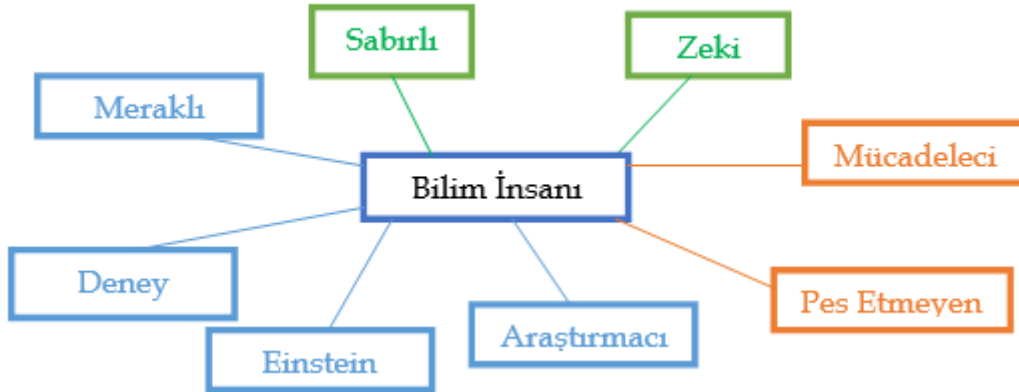 Sabırlı
Zeki
Meraklı
Mücadeleci
Bilim İnsanı
Deney
Pes Etmeyen
Araştırmacı
Einstein